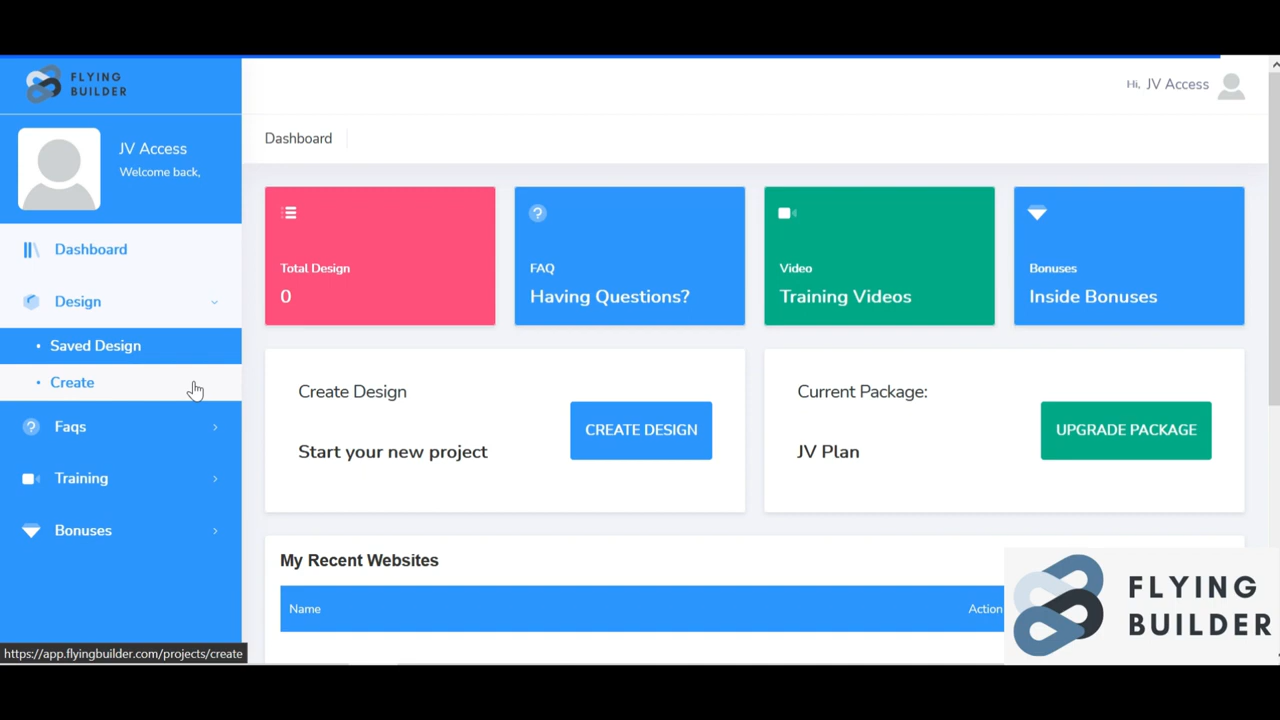 FLYING
BUILDER
Hi, JV Access
JV Access
Welcome back,
Dashboard
Design
Saved Design
Create
Faqs
Training
Bonuses
Dashboard
Total Design
0
FAQ
Having Questions?
Video
Training Videos
Bonuses
Inside Bonuses
Create Design
Start your new project
CREATE DESIGN
Current Package:
JV Plan
UPGRADE PACKAGE
My Recent Websites
Name Action
FLYING
BUILDER
https://app.flyingbuilder.com/projects/create